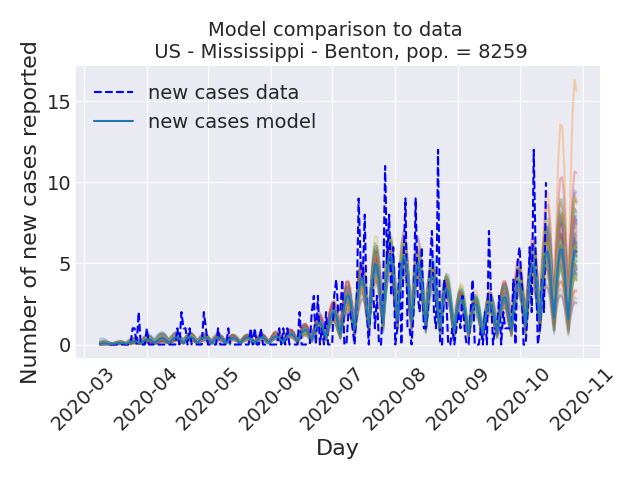 Model comparison to data
US - Mississippi - Benton, pop. = 8259
Number of new cases reported
15
10
5
0
new cases data
new cases model
2020-03
2020-04
2020-05
2020-06
2020-07
2020-08
2020-09
2020-10
2020-11
Day